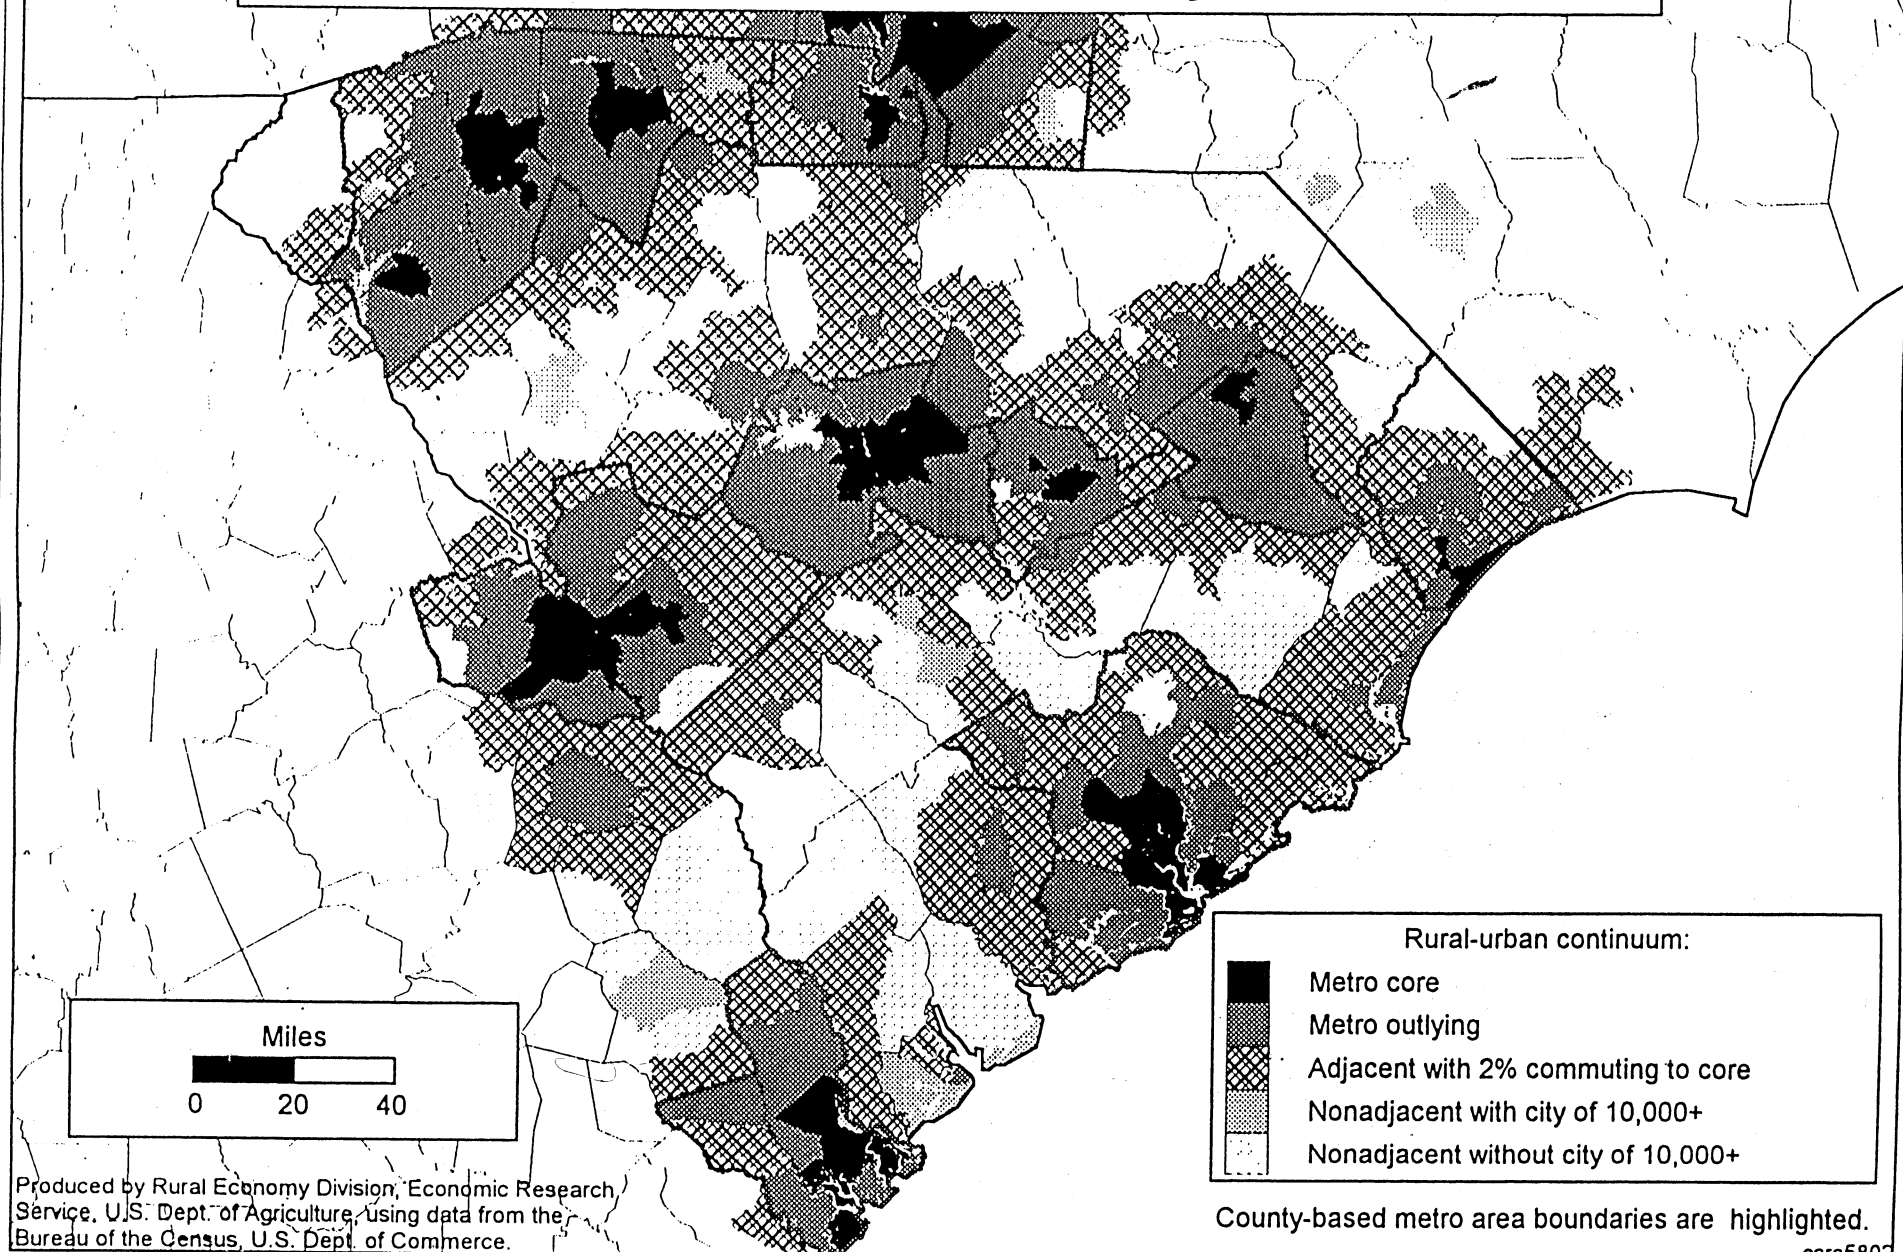 Rural-urban continuum:
Metro core
Metro outlying
Adjacent with 2% commuting to core
Nonadjacent with city of 10,000+
Nonadjacent without city of 10,000+
Miles
0 20 40
Produced by Rural Economy Division, Economic Research
Service, U.S. Dept. of Agriculture, using data from the
Bureau of the Census, U.S. Dept. of Commerce.
County-based metro area boundaries are highlighted.